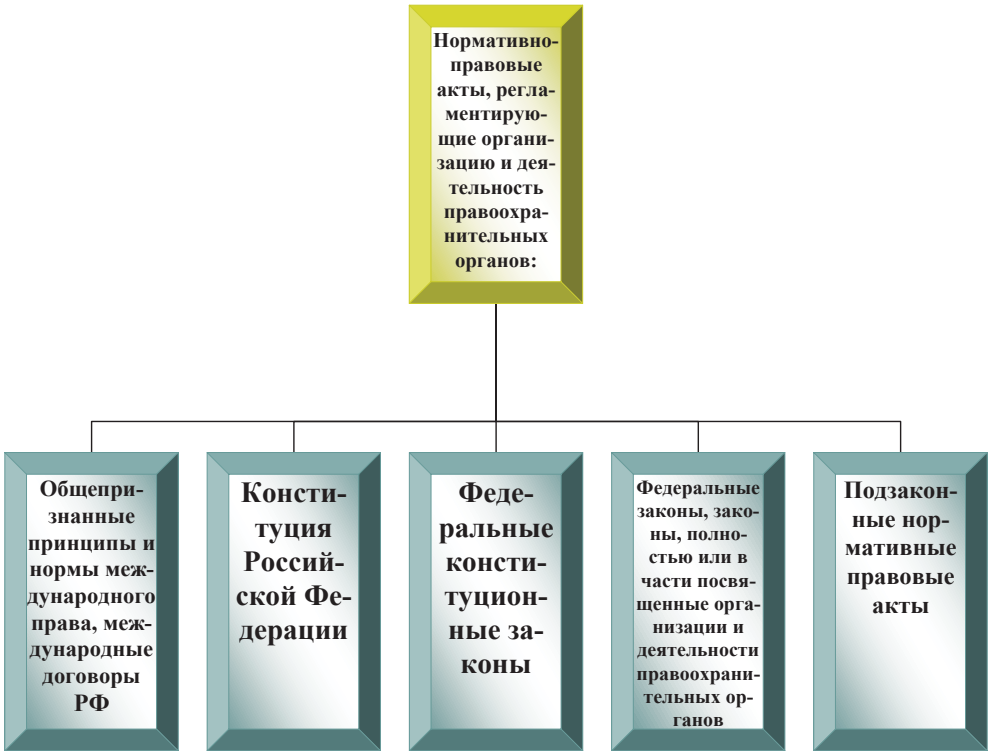 Нормативно-
правовые
акты, регла-
ментирую-
щие органи-
зацию и дея-
тельность
правоохра-
нительных
органов:
Общепри-
знанные
принципы и
нормы меж-
дународного
права, меж-
дународные
договоры
РФ
Консти-
туция
Россий-
ской Фе-
дерации
Феде-
ральные
консти-
туцион-
ные за-
коны
Федеральные
законы, зако-
ны, полно-
стью или в
части посвя-
щенные орга-
низации и
деятельности
правоохрани-
тельных ор-
ганов
Подзакон-
ные нор-
мативные
правовые
акты